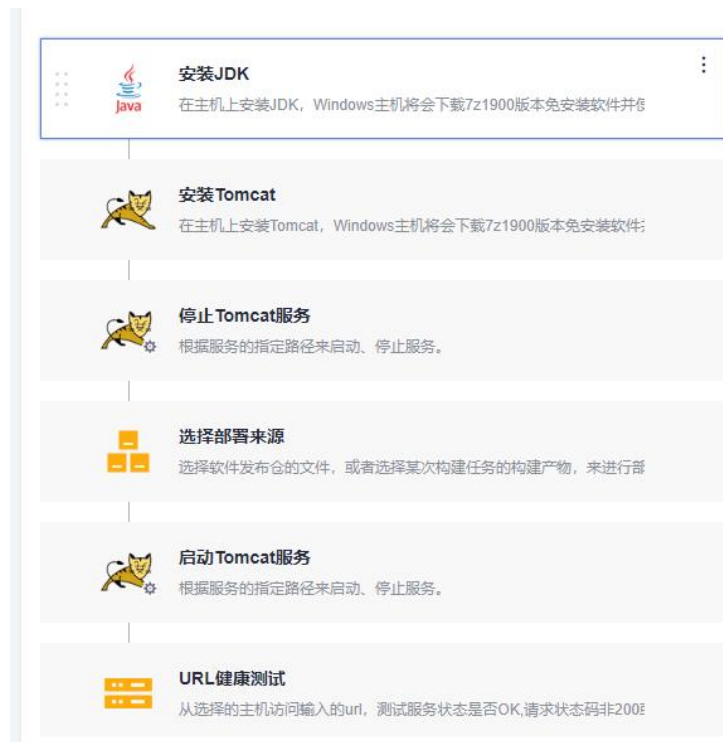 安装JDK
Java
在主机上安装JDK，Windows主机将会下载7z1900版本免安装软件并使
安装Tomcat
在主机上安装Tomcat，Windows主机将会下载7z1900版本免安装软件
停止Tomcat服务
根据服务的指定路径来启动、停止服务。
选择部署来源
选择软件发布仓的文件，或者选择某次构建任务的构建产物，来进行部
启动Tomcat服务
根据服务的指定路径来启动、停止服务。
URL健康测试
从选择的主机访问输入的url，测试服务状态是否OK,请求状态码非200